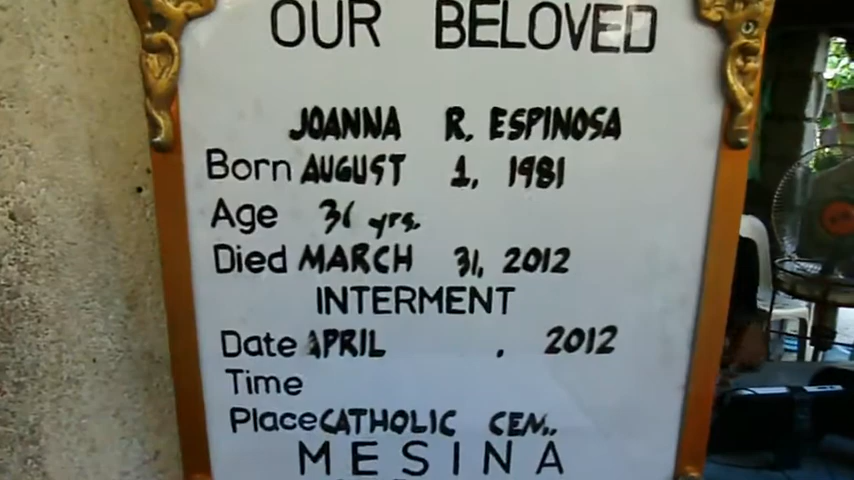 OUR BELOVED
JOANNA R. ESPINOSA
Born AUGUST 1, 1981
Age 31 yrs.
Died MARCH 31, 2012
INTERMENT
Date APRIL . 2012
Time
Place CATHOLIC CEM.
MESINA